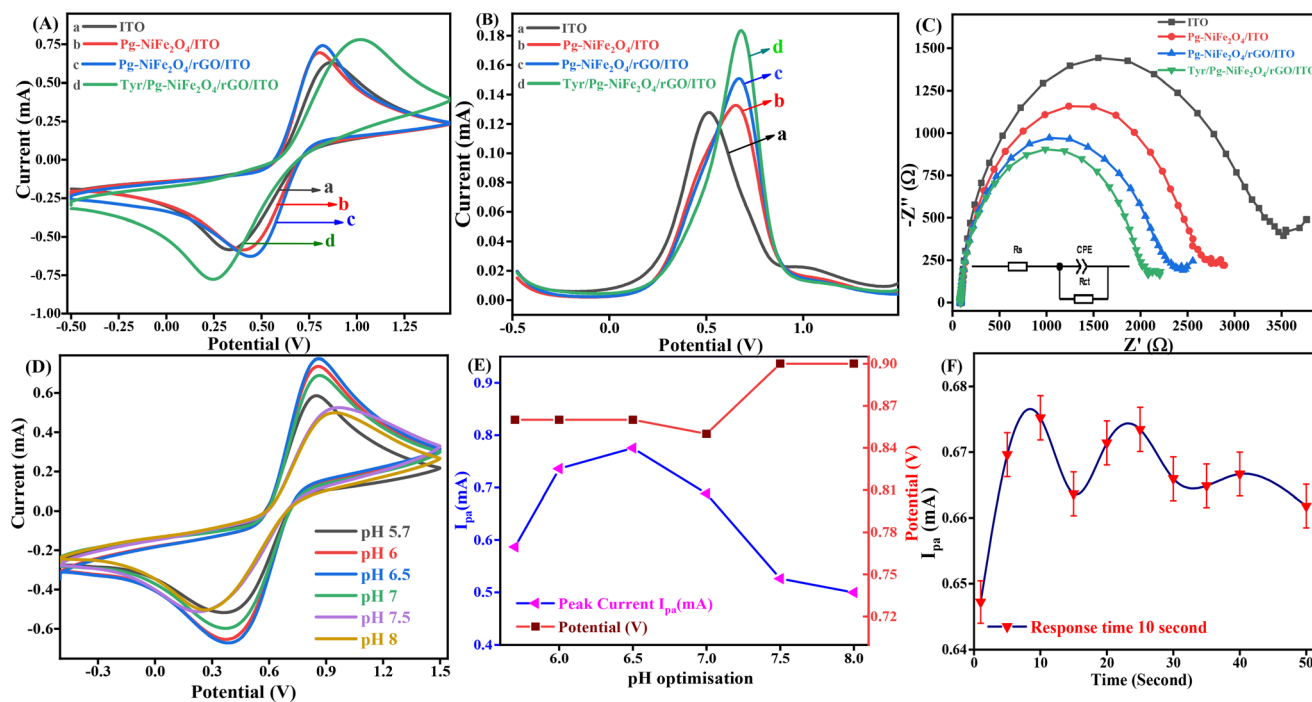 (A)
a ITO
b Pg-NiFe₂O₄/ITO
c Pg-NiFe₂O₄/rGO/ITO
d Tyr/Pg-NiFe₂O₄/rGO/ITO
0.75
0.50
0.25
0.00
-0.25
-0.50
-0.75
-1.00
Current (mA)
a
b
c
d
-0.50 -0.25 0.00 0.25 0.50 0.75 1.00 1.25
Potential (V)
(B)
a ITO
b Pg-NiFe₂O₄/ITO
c Pg-NiFe₂O₄/rGO/ITO
d Tyr/Pg-NiFe₂O₄/rGO/ITO
0.18
0.16
0.14
0.12
0.10
0.08
0.06
0.04
0.02
0.00
Current (mA)
d
c
b
a
-0.5 0.0 0.5 1.0
Potential (V)
(C)
ITO
Pg-NiFe₂O₄/ITO
Pg-NiFe₂O₄/rGO/ITO
Tyr/Pg-NiFe₂O₄/rGO/ITO
-1500
-1250
1000
-750
-500
-250
0
-Z" (Ω)
Rs
CPE
Rct
0 500 1000 1500 2000 2500 3000 3500
Z' (Ω)
(D)
0.6
0.4
0.2
0.0
-0.2
-0.4
-0.6
Current (mA)
pH 5.7
pH 6
pH 6.5
pH 7
pH 7.5
pH 8
-0.3 0.0 0.3 0.6 0.9 1.2 1.5
Potential (V)
(E)
0.9
0.8
0.7
0.6
0.5
0.4
Iₚₐ(mA)
Peak Current Iₚₐ(mA)
Potential (V)
0.90
0.88
0.86
0.84
0.82
0.80
0.78
0.76
0.74
0.72
Potential (V)
6.0 6.5 7.0 7.5 8.0
pH optimisation
(F)
0.68
0.67
0.66
0.65
0.64
Iₚₐ (mA)
Response time 10 second
0 10 20 30 40 50
Time (Second)